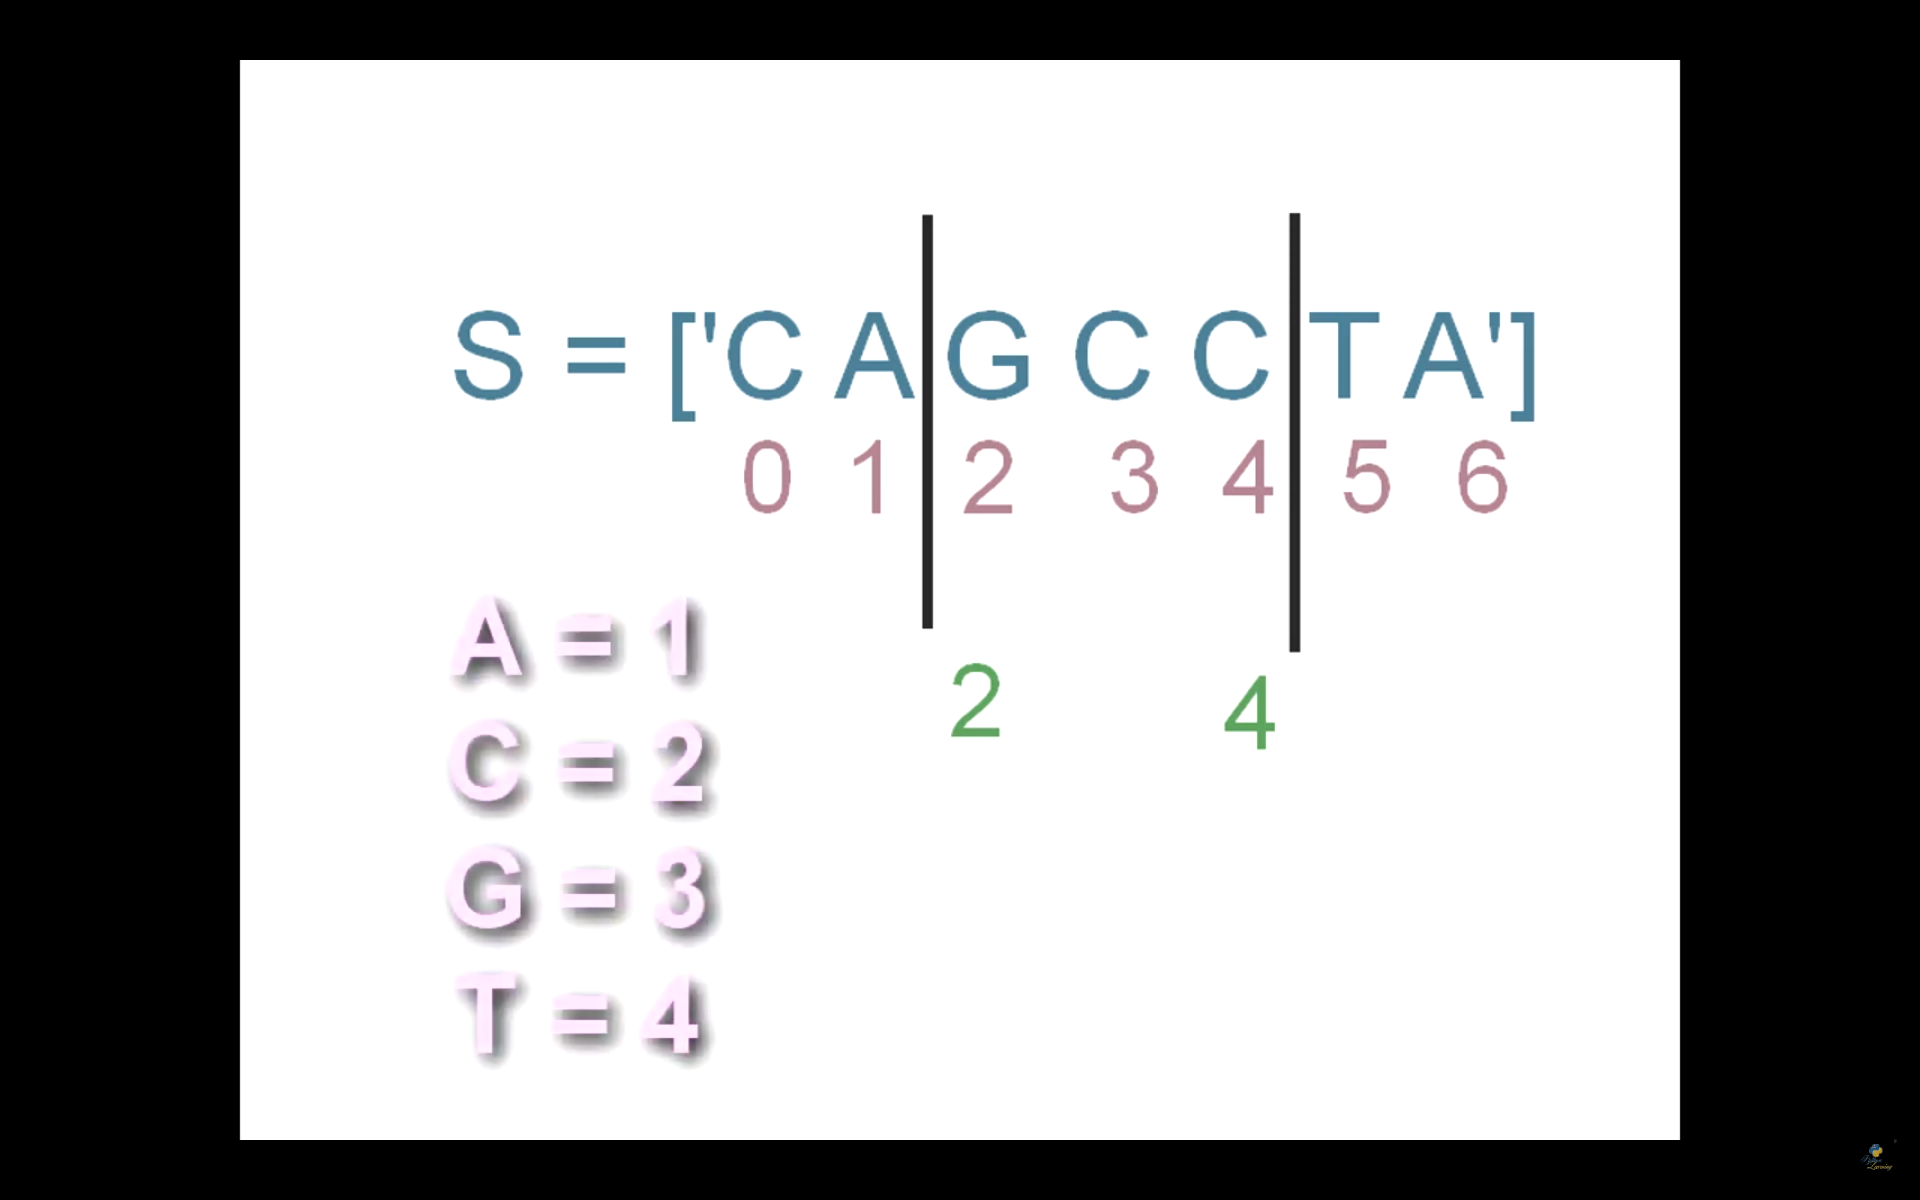 S = ['C A G C C T A']
0 1 2 3 4 5 6
2 4
A = 1
C = 2
G = 3
T = 4